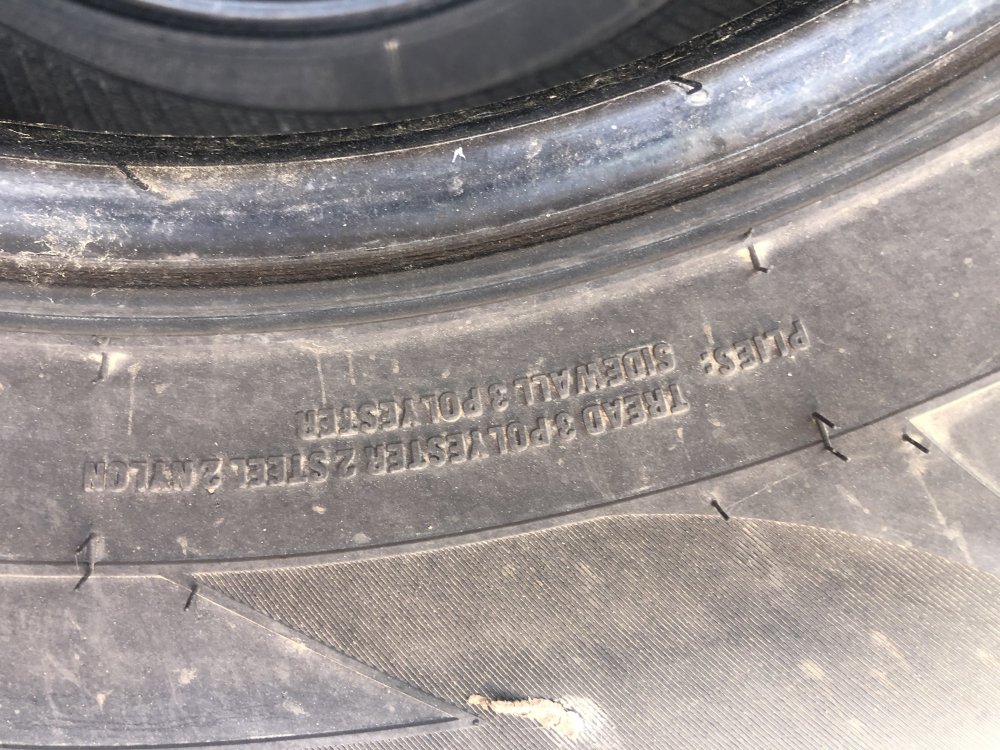 PLIES:
TREAD 3 POLYESTER 2 STEEL 2 NYLON
SIDEWALL 3 POLYESTER